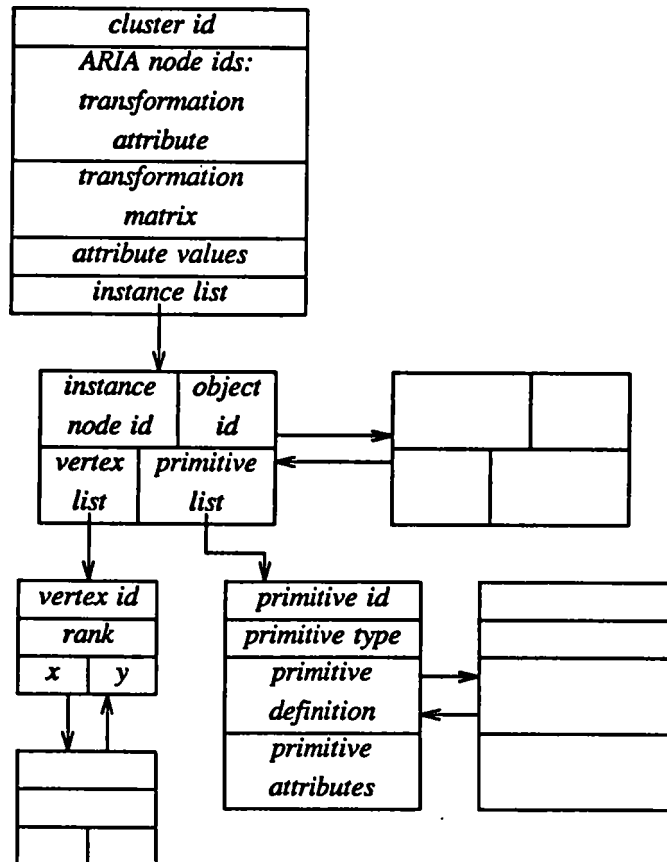 cluster id
ARIA node ids:
transformation
attribute
transformation
matrix
attribute values
instance list
instance
node id
object
id
vertex
list
primitive
list
vertex id
rank
x
y
primitive id
primitive type
primitive
definition
primitive
attributes